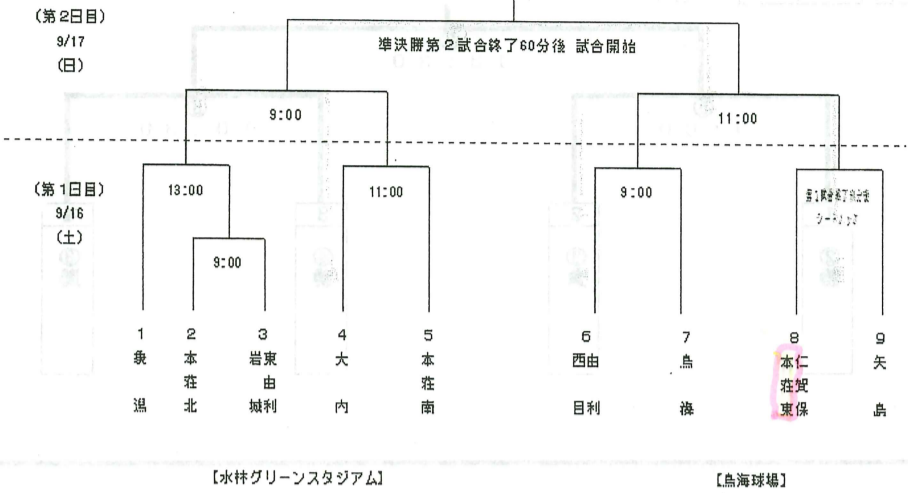 (第2日目)
9/17
(日)
準決勝第2試合終了60分後 試合開始
9:00
11:00
(第1日目)
9/16
(土)
13:00
11:00
9:00
9:00
1
象潟
2
本荘北
3
岩城
東由利
4
大内
5
本荘南
6
西目
由利
7
鳥海
8
本荘東
仁賀保
9
矢島
【水林グリーンスタジアム】
【鳥海球場】